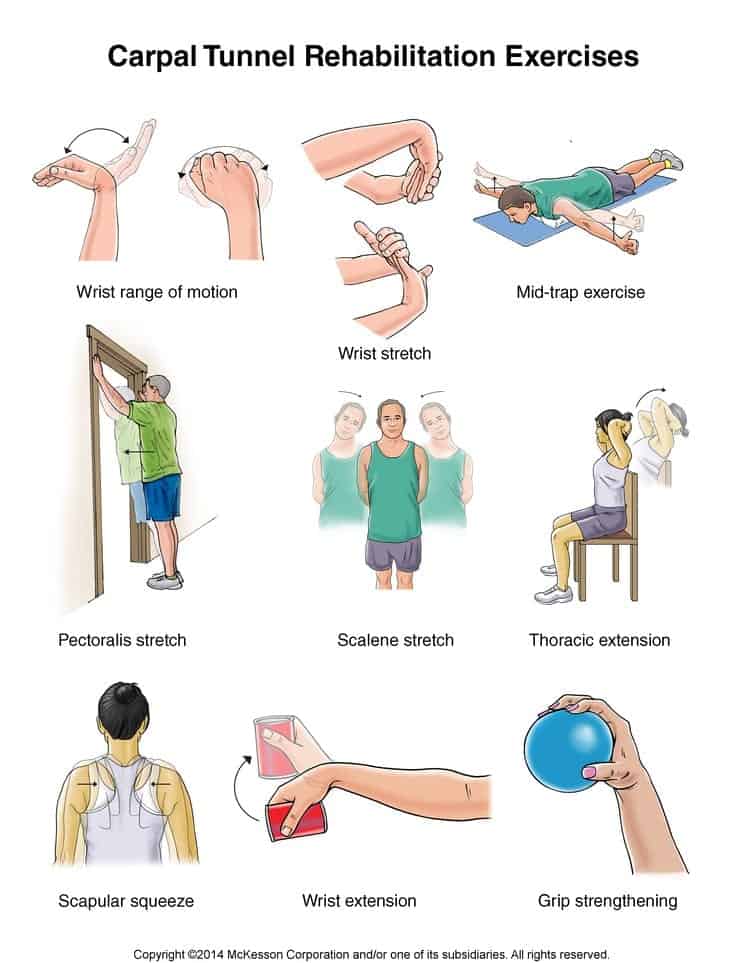 Carpal Tunnel Rehabilitation Exercises
Wrist range of motion
Wrist stretch
Mid-trap exercise
Pectoralis stretch
Scalene stretch
Thoracic extension
Scapular squeeze
Wrist extension
Grip strengthening
Copyright ©2014 McKesson Corporation and/or one of its subsidiaries. All rights reserved.